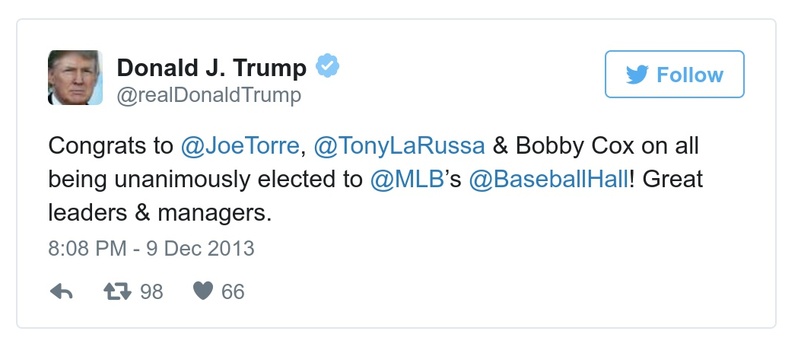 Donald J. Trump
@realDonaldTrump
Follow
Congrats to @JoeTorre, @TonyLaRussa & Bobby Cox on all
being unanimously elected to @MLB’s @BaseballHall! Great
leaders & managers.
8:08 PM - 9 Dec 2013
98 66